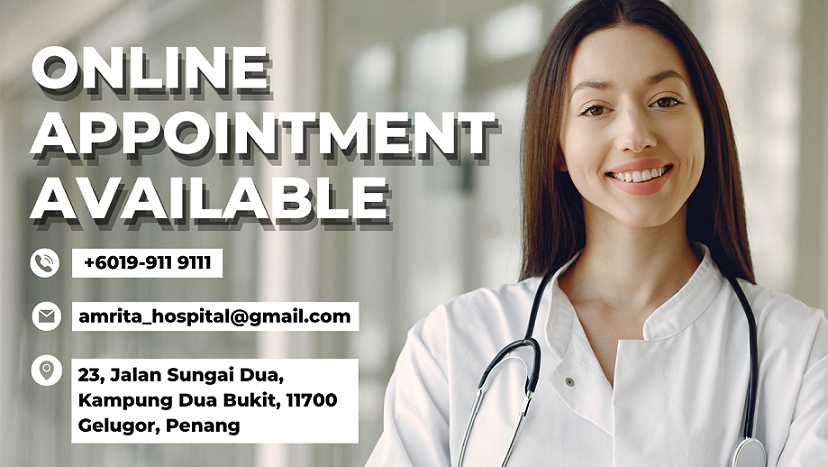 ONLINE
APPOINTMENT
AVAILABLE
+6019-911 9111
amrita_hospital@gmail.com
23, Jalan Sungai Dua,
Kampung Dua Bukit, 11700
Gelugor, Penang